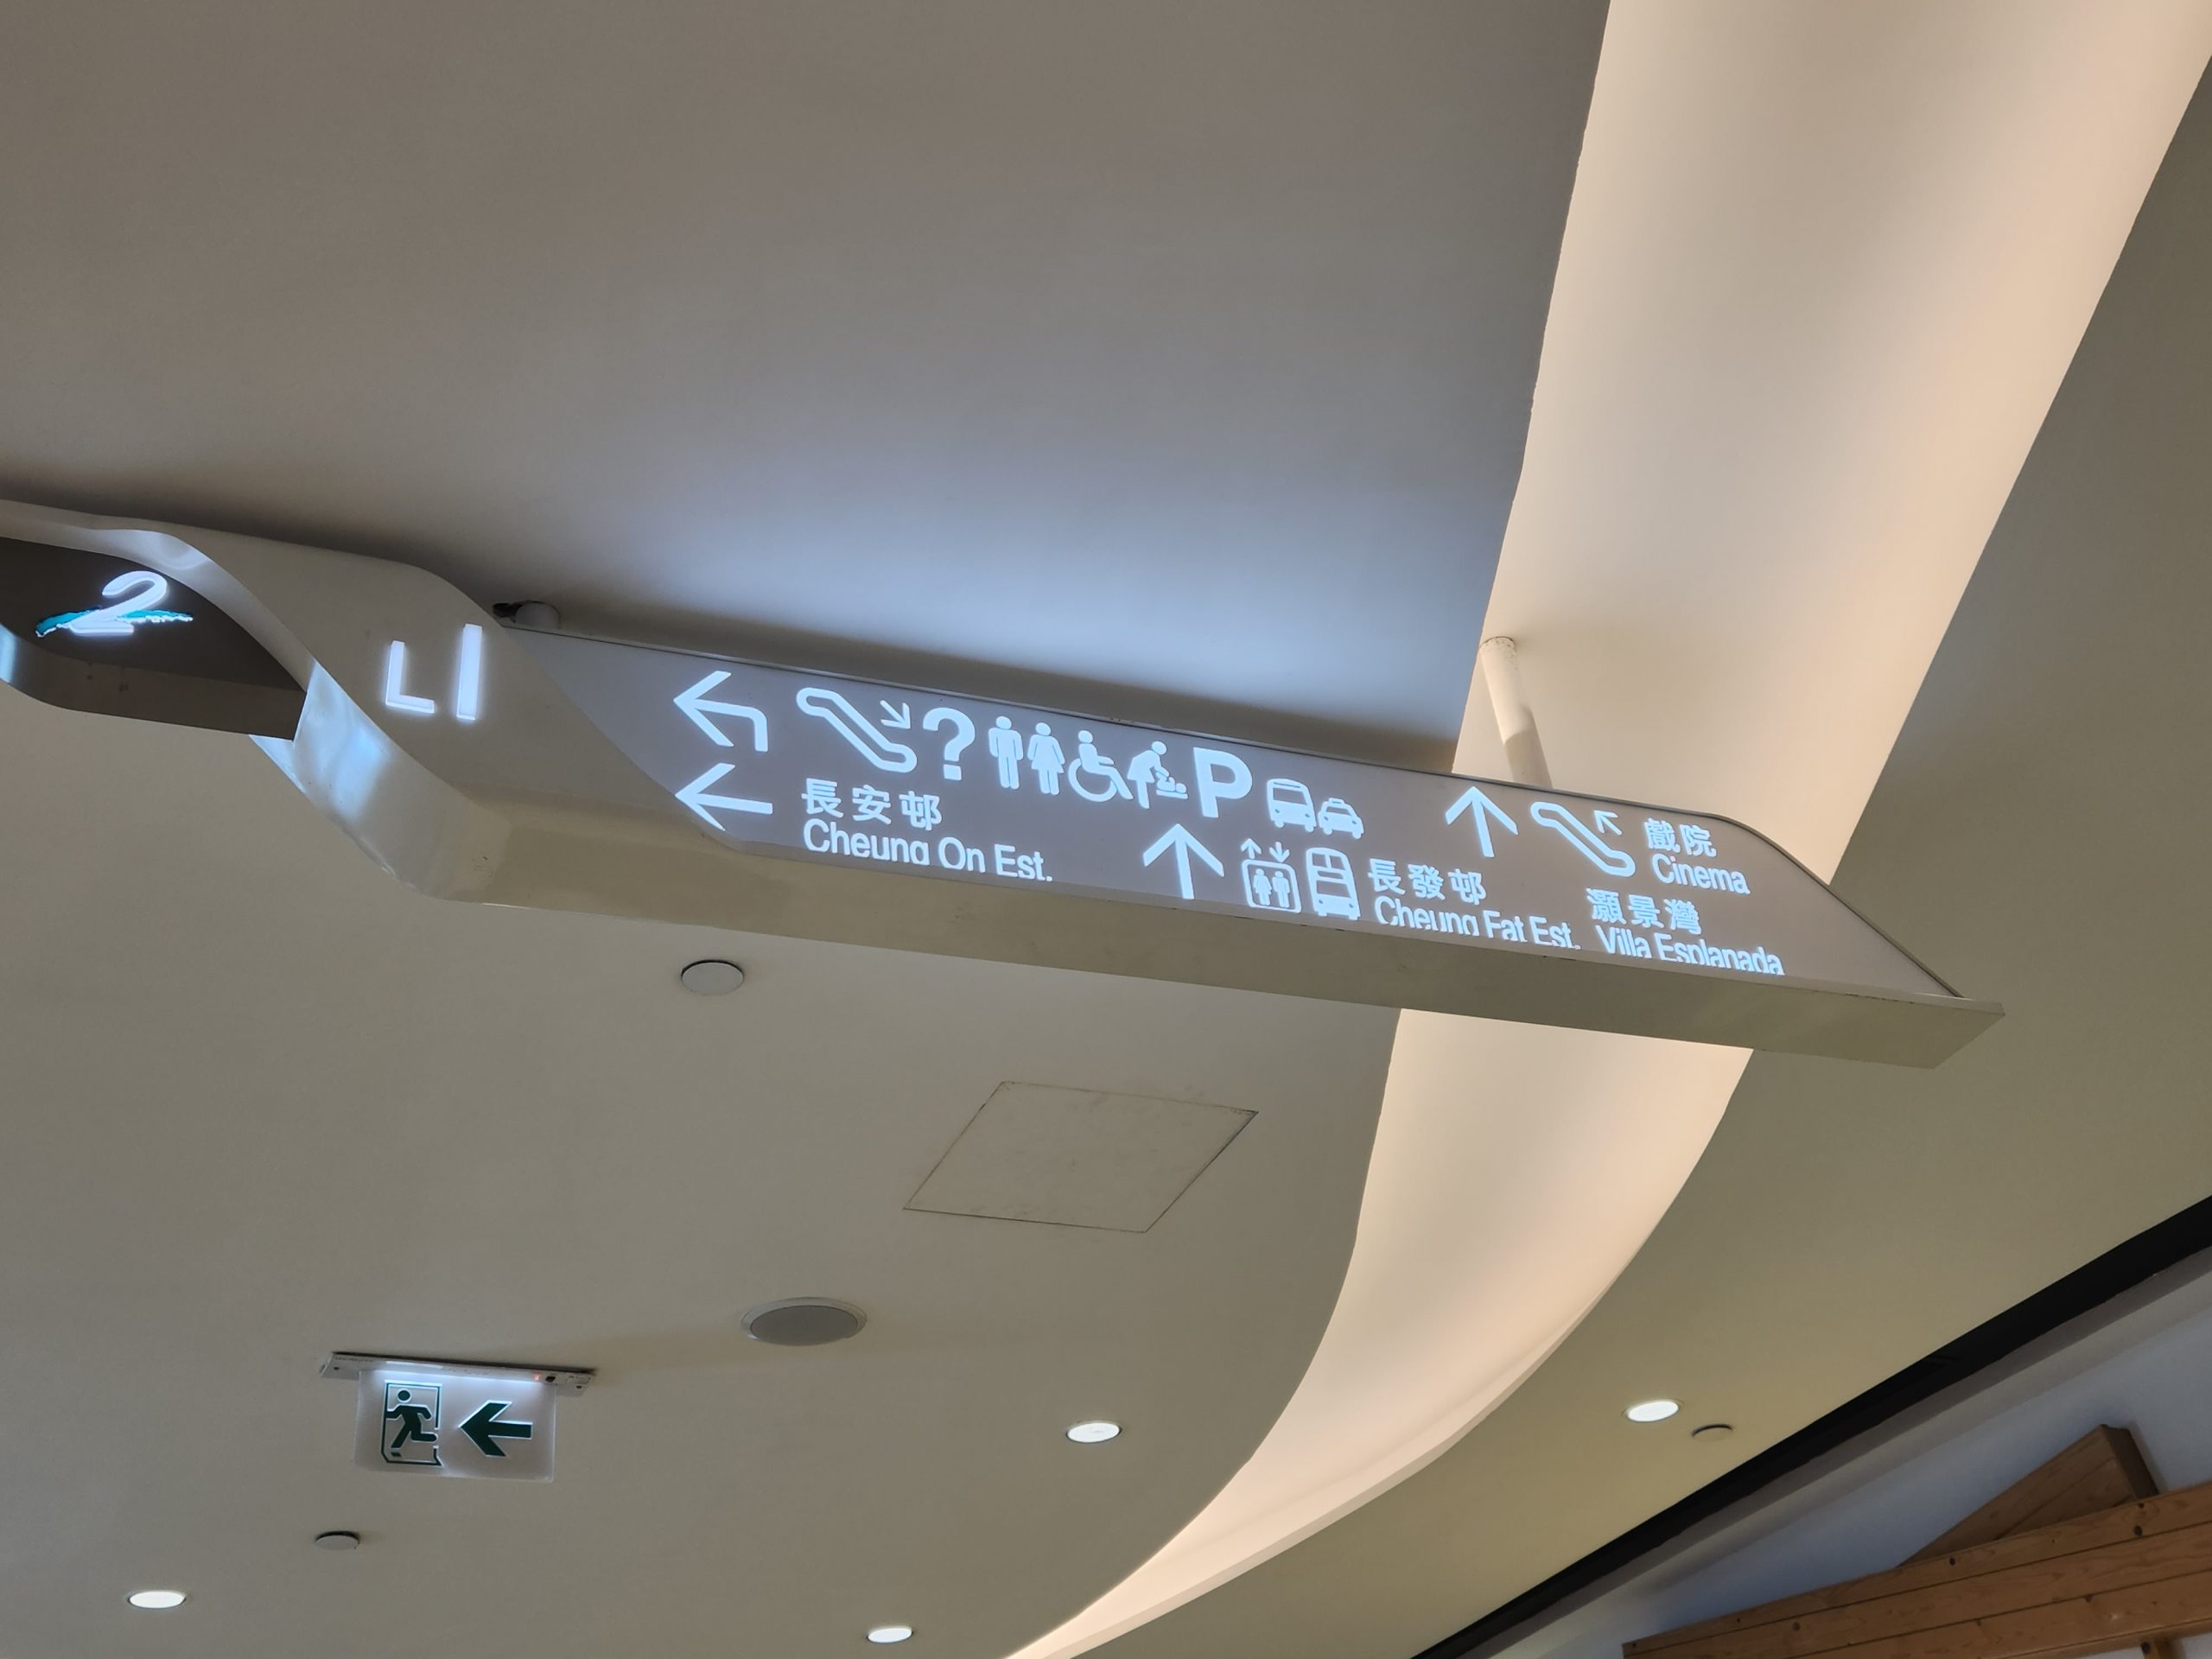 2
L1
?
P
長安邨
Cheung On Est.
長發邨
Cheung Fat Est.
戲院
Cinema
灝景灣
Villa Esplanada